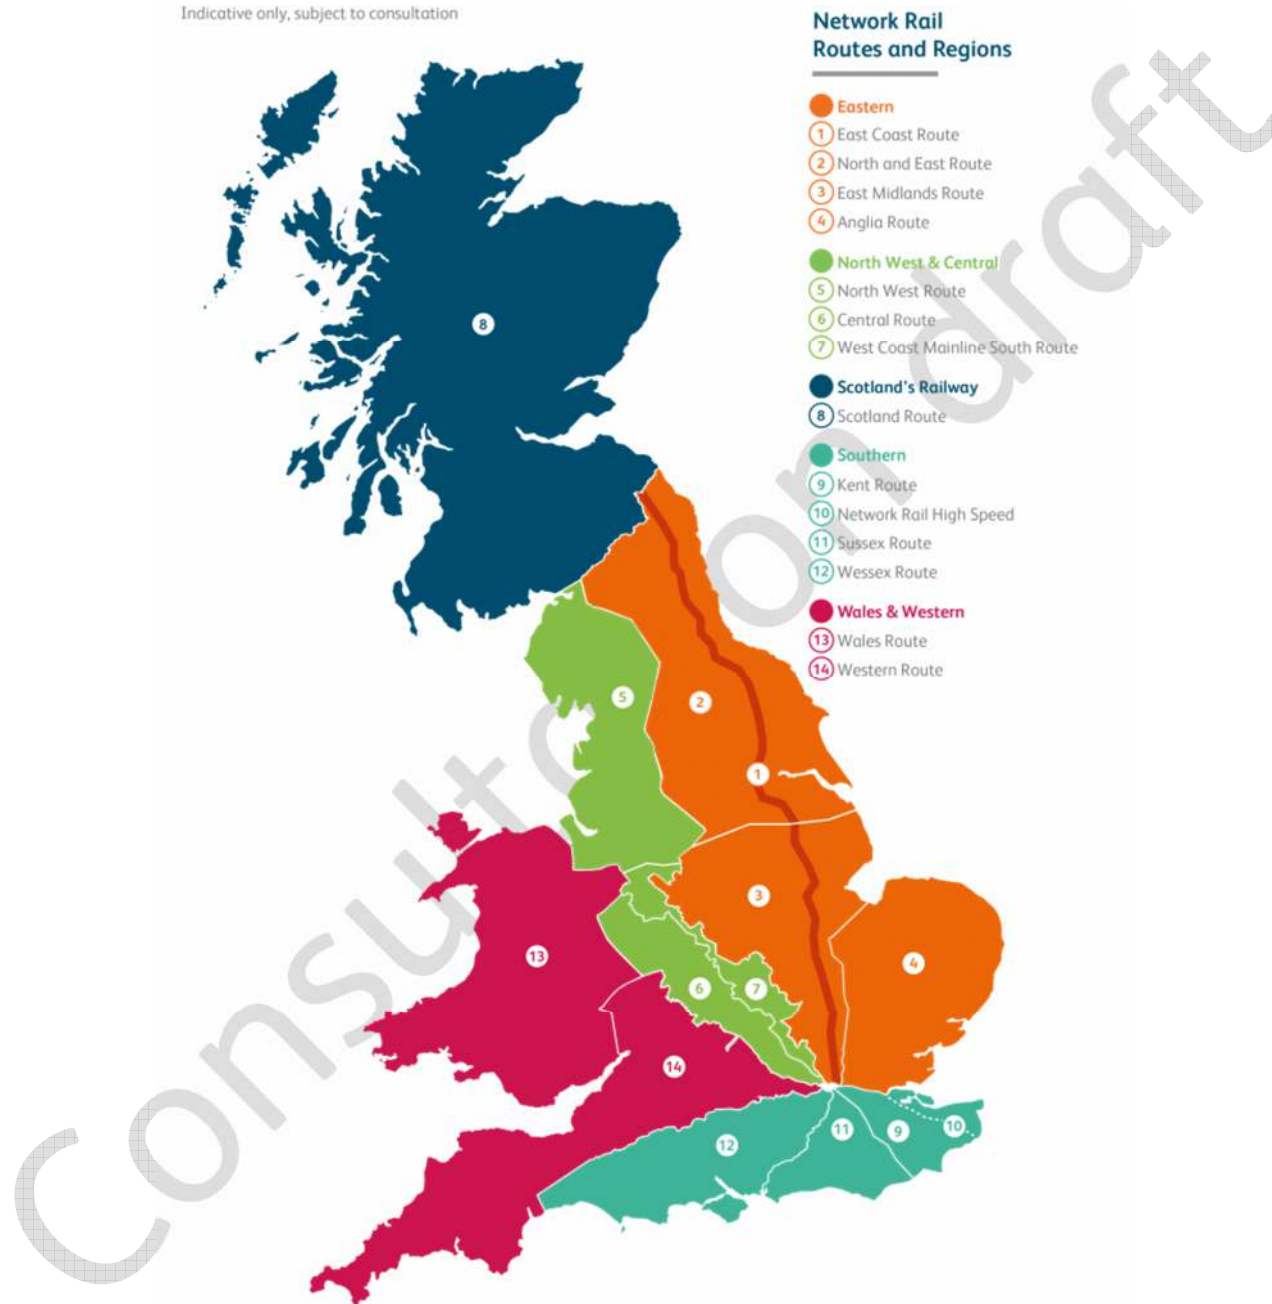 Indicative only, subject to consultation
Network Rail
Routes and Regions
Eastern
1 East Coast Route
2 North and East Route
3 East Midlands Route
4 Anglia Route
North West & Central
5 North West Route
6 Central Route
7 West Coast Mainline South Route
Scotland's Railway
8 Scotland Route
Southern
9 Kent Route
10 Network Rail High Speed
11 Sussex Route
12 Wessex Route
Wales & Western
13 Wales Route
14 Western Route
8
5
2
1
3
4
13
6
7
14
12
11
9
10
Consultation draft